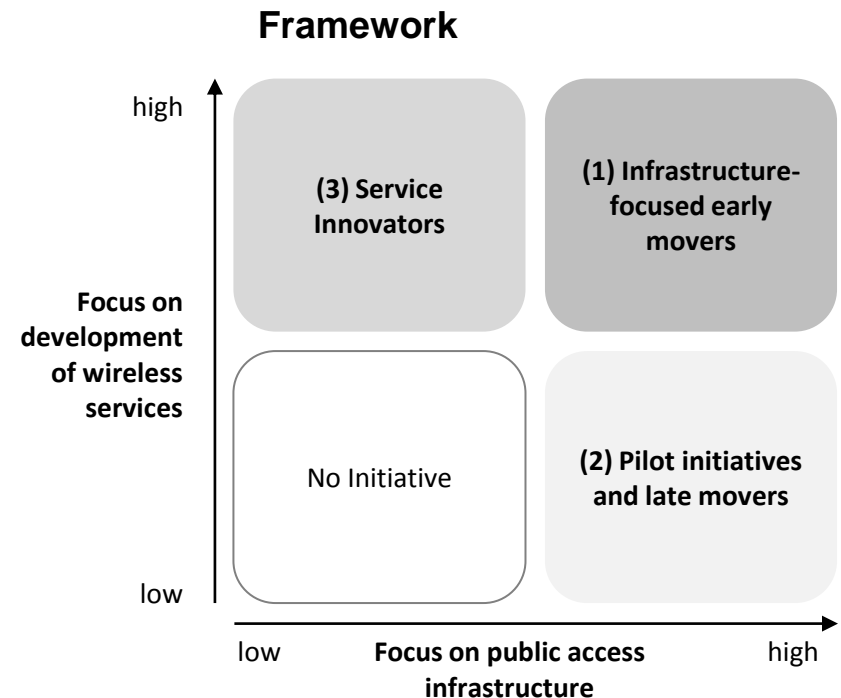 Framework
high
(3) Service
Innovators
(1) Infrastructure-
focused early
movers
Focus on
development
of wireless
services
No Initiative
(2) Pilot initiatives
and late movers
low
low
Focus on public access
infrastructure
high